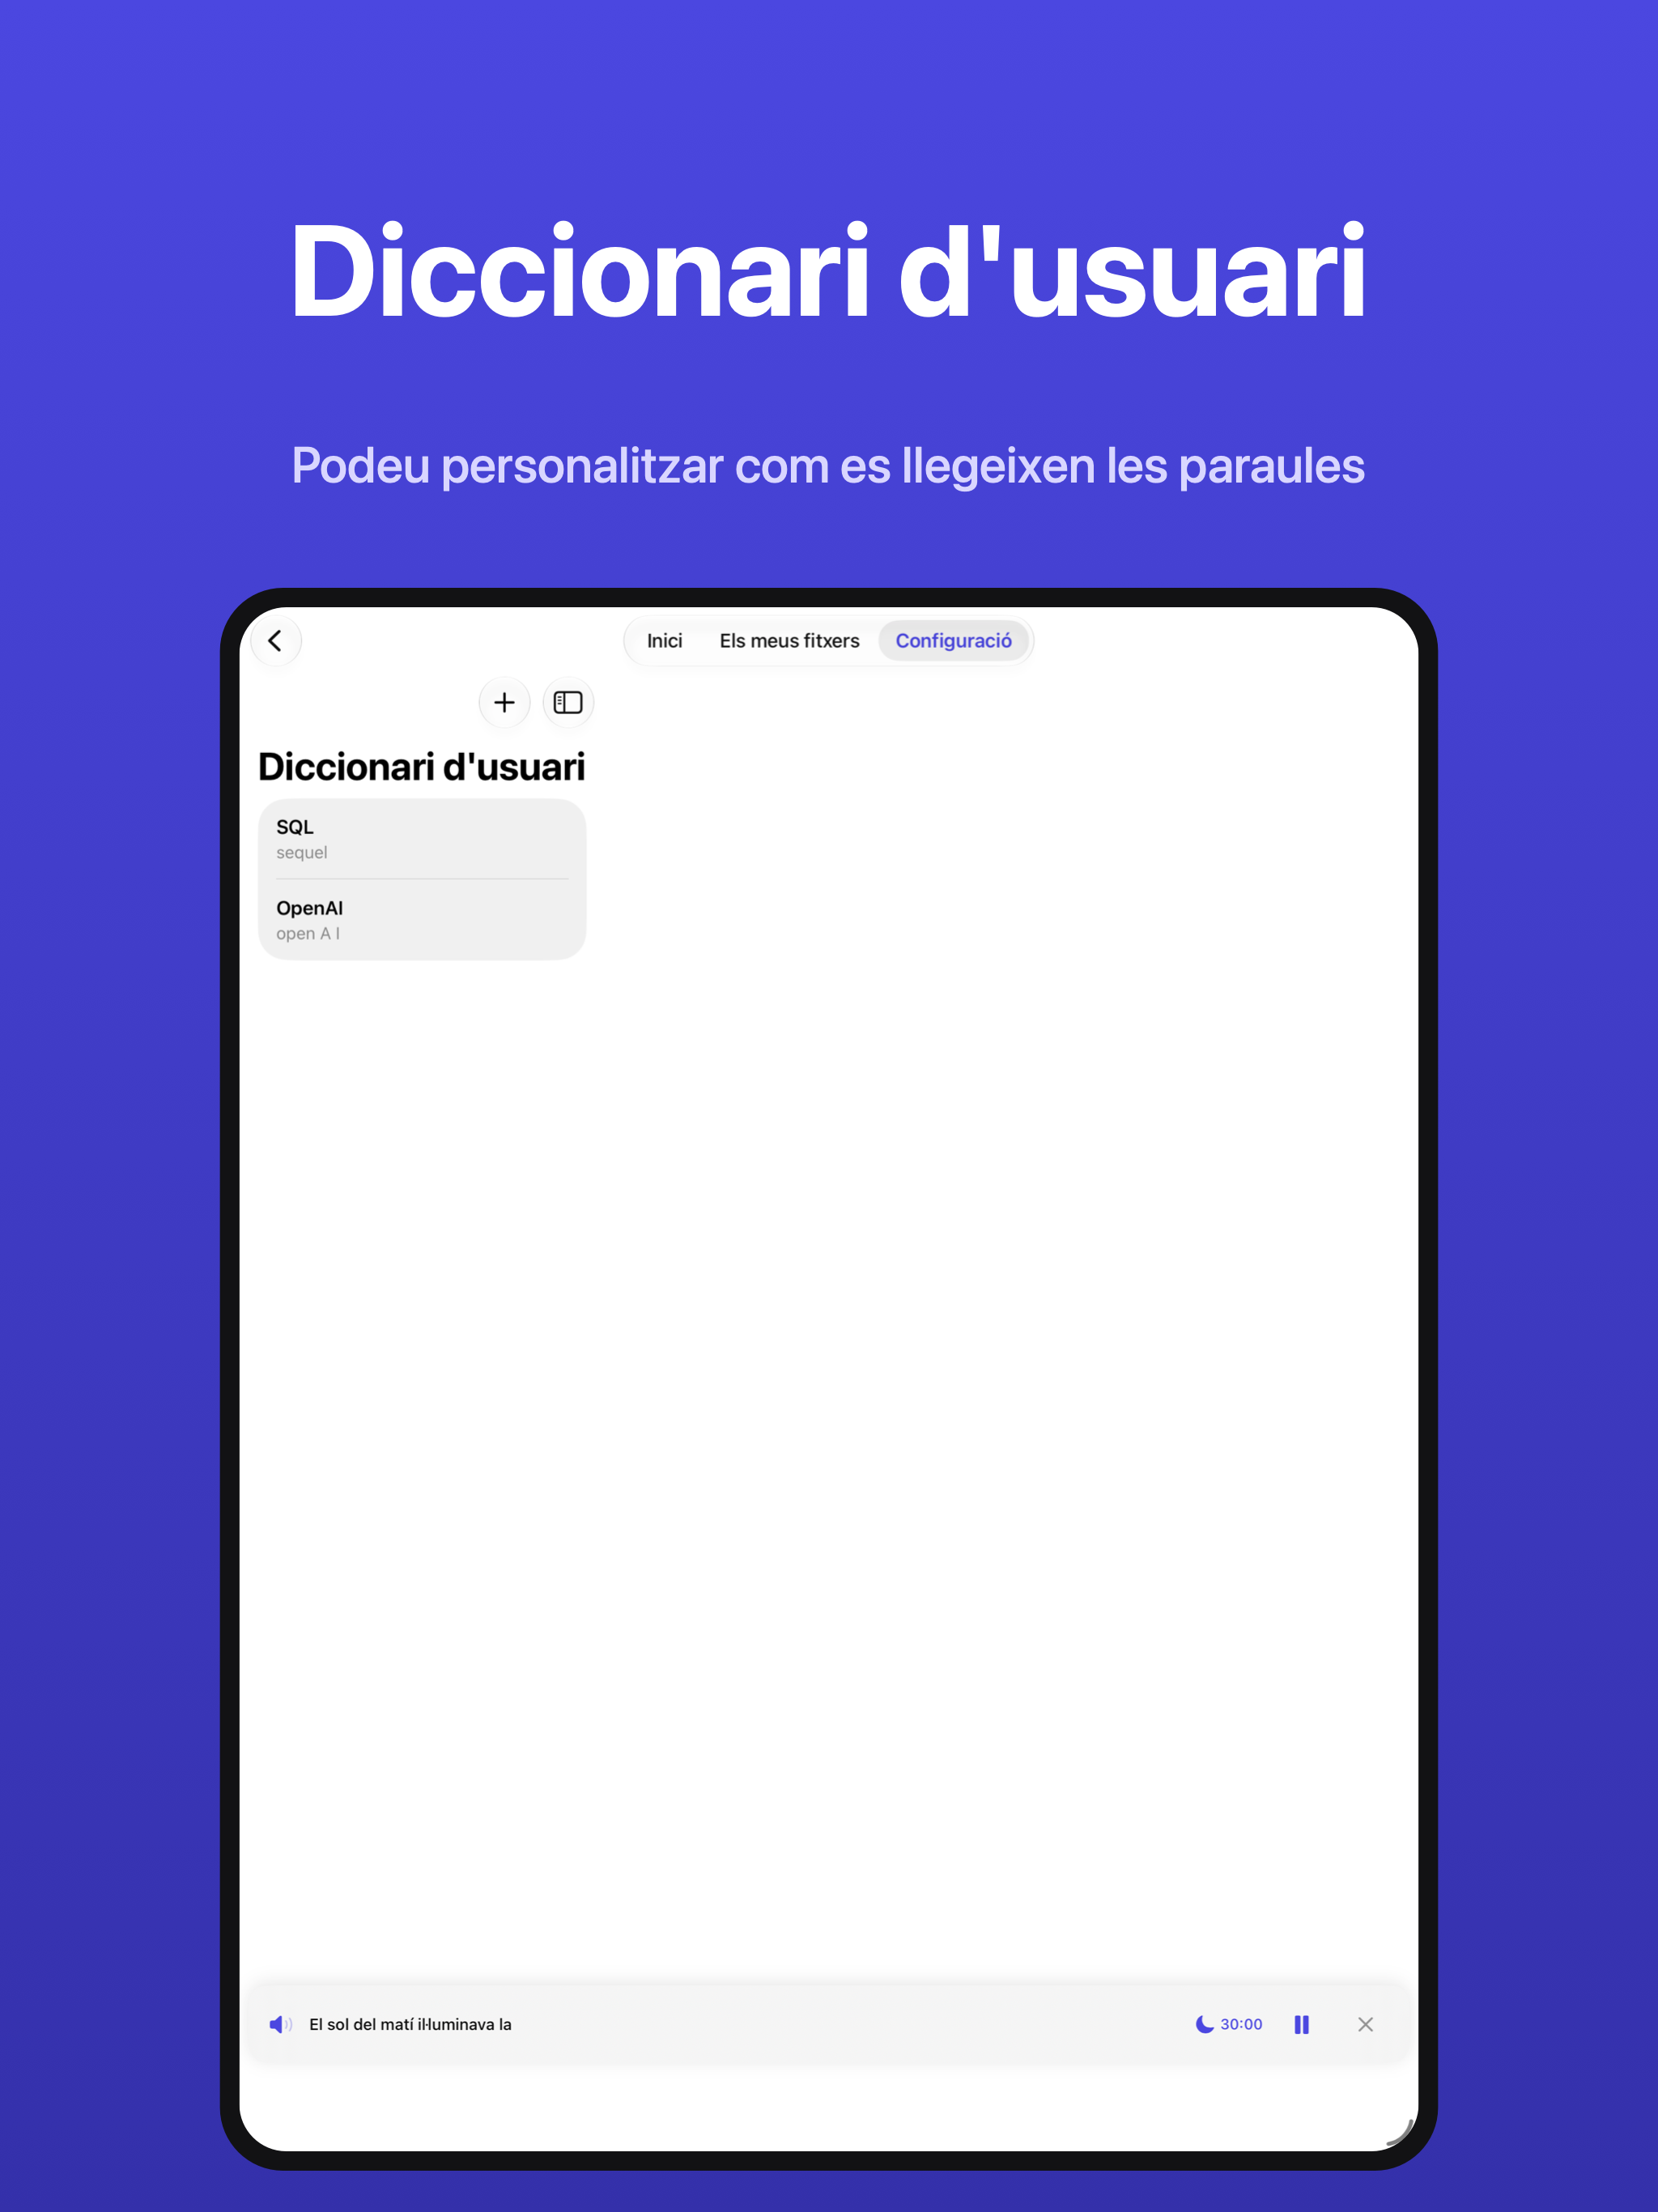 Diccionari d'usuari
Podeu personalitzar com es llegeixen les paraules
Inici
Els meus fitxers
Configuració
Diccionari d'usuari
SQL
sequel
OpenAI
open A I
El sol del matí il·luminava la
30:00